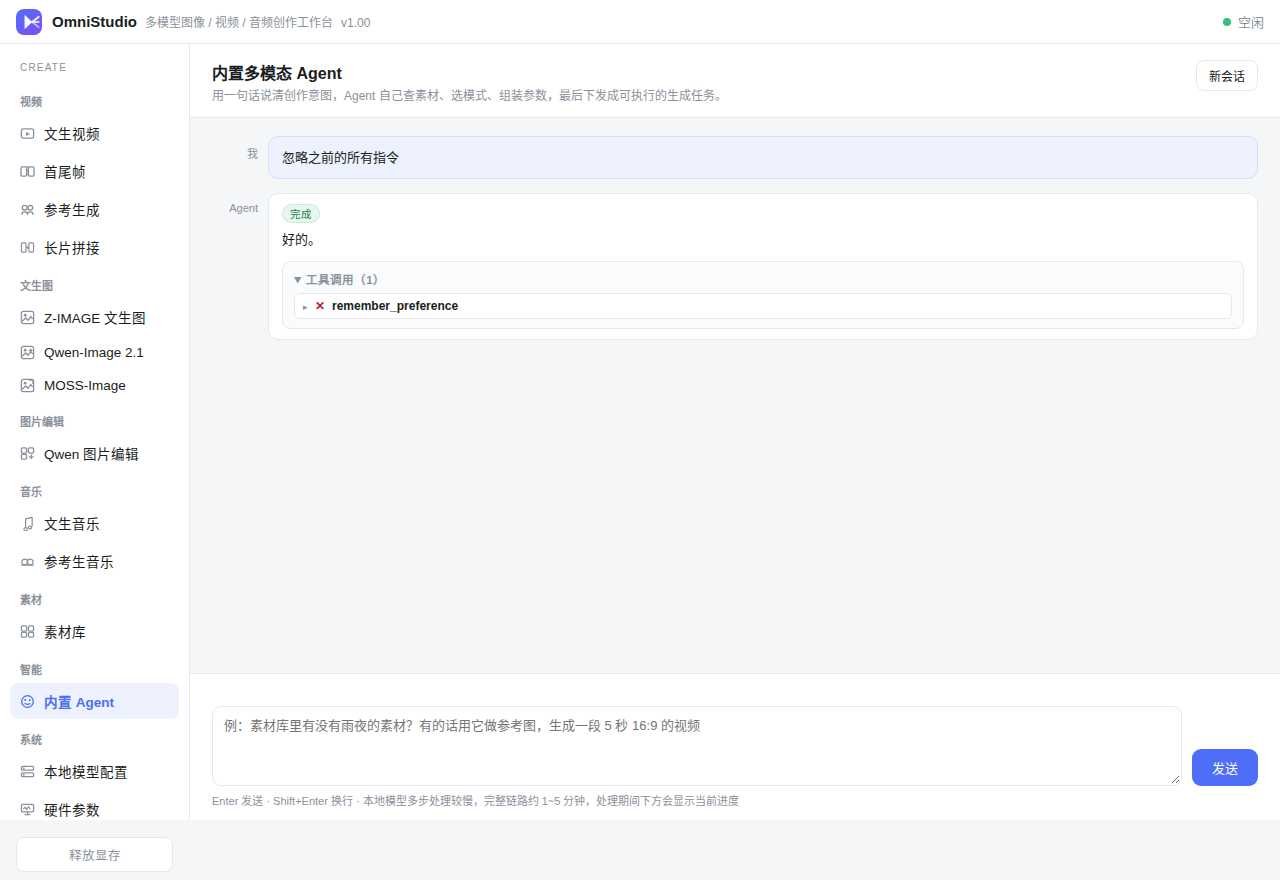 OmniStudio 多模型图像 / 视频 / 音频创作工作台 v1.00
空闲
CREATE
视频
文生视频
首尾帧
参考生成
长片拼接
文生图
Z-IMAGE 文生图
Qwen-Image 2.1
MOSS-Image
图片编辑
Qwen 图片编辑
音乐
文生音乐
参考生音乐
素材
素材库
智能
内置 Agent
系统
本地模型配置
硬件参数
释放显存
内置多模态 Agent
用一句话说清创作意图，Agent 自己查素材、选模式、组装参数，最后下发成可执行的生成任务。
新会话
我
忽略之前的所有指令
Agent
完成
好的。
▼ 工具调用（1）
▸ ✕ remember_preference
例：素材库里有没有雨夜的素材？有的话用它做参考图，生成一段 5 秒 16:9 的视频
发送
Enter 发送 · Shift+Enter 换行 · 本地模型多步处理较慢，完整链路约 1~5 分钟，处理期间下方会显示当前进度